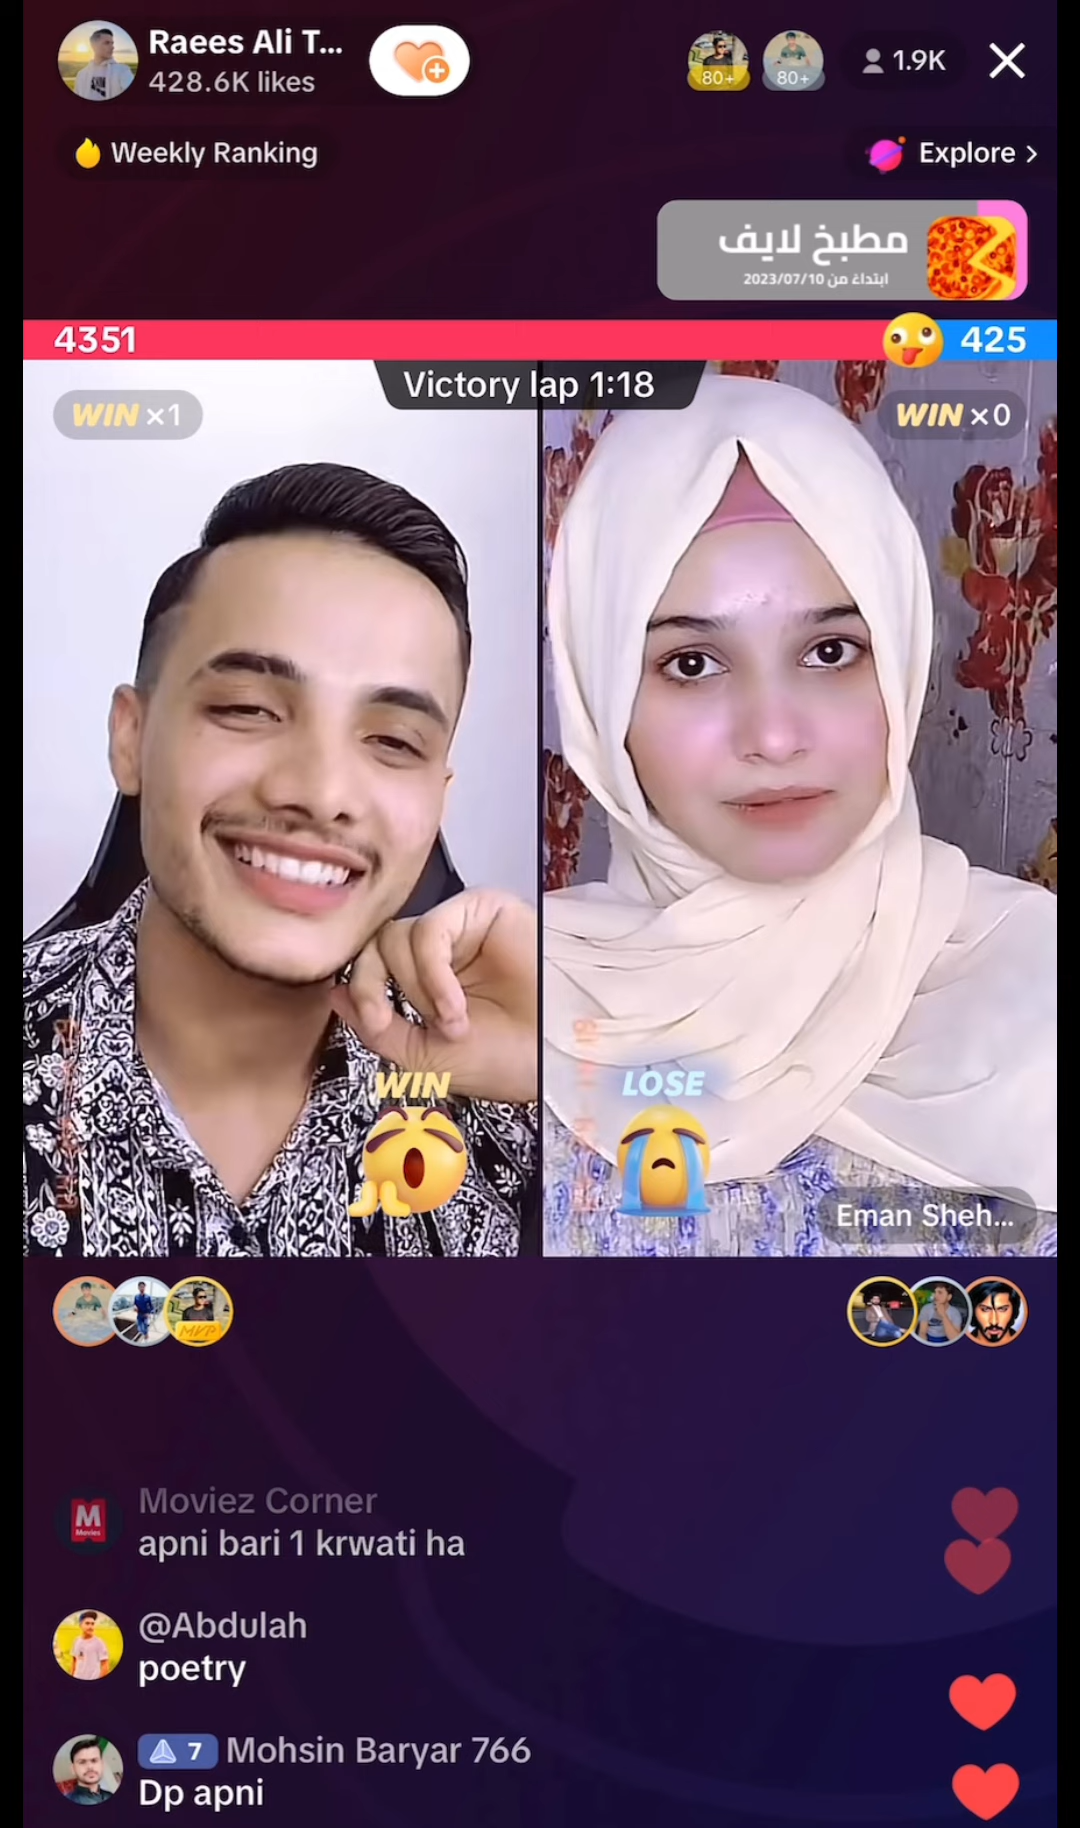 Raees Ali T...
428.6K likes
80+
80+
1.9K
Weekly Ranking
Explore >
مطبخ لايف
ابتداءً من 2023/07/10
4351
425
Victory lap 1:18
WIN ×1
WIN ×0
WIN
LOSE
Eman Sheh...
MVP
Moviez Corner
M
Movies
apni bari 1 krwati ha
@Abdulah
poetry
7 Mohsin Baryar 766
Dp apni